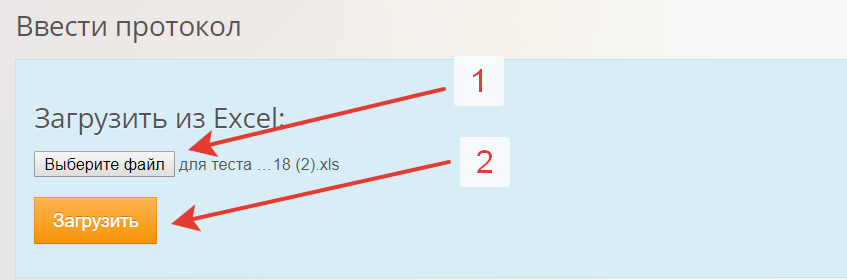 Ввести протокол
1
Загрузить из Excel:
Выберите файл для теста ...18 (2).xls
2
Загрузить